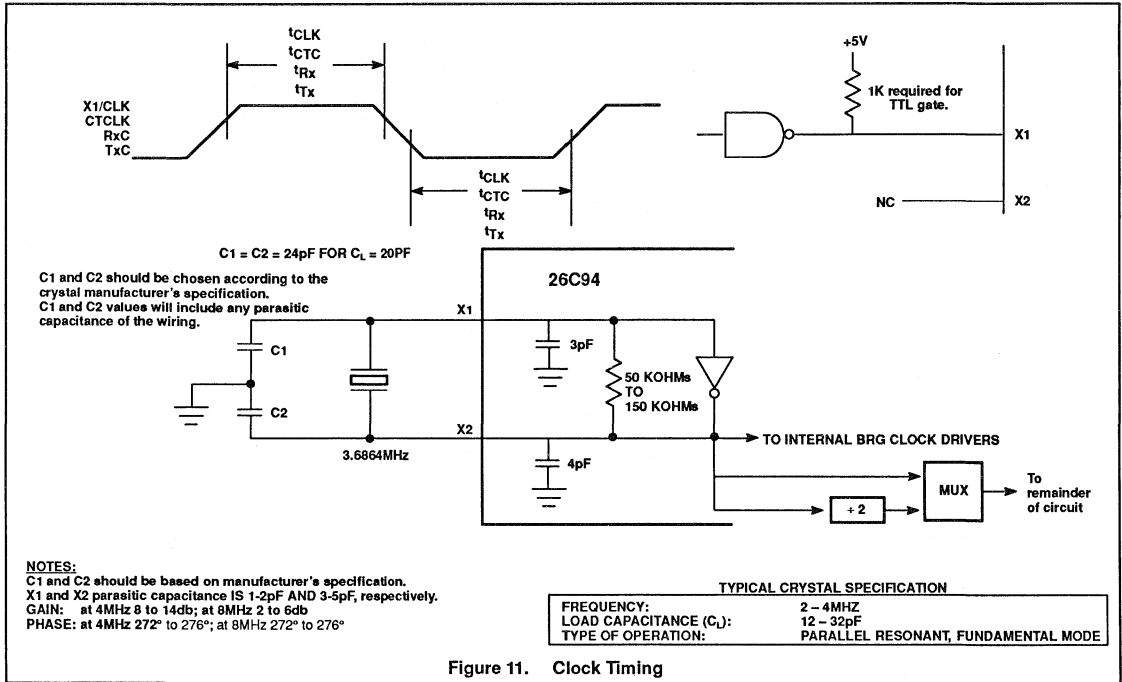 tCLK
tCTC
tRx
tTx
X1/CLK
CTCLK
RxC
TxC
tCLK
tCTC
tRx
tTx
+5V
1K required for
TTL gate.
X1
NC
X2
C1 = C2 = 24pF FOR CL = 20PF
C1 and C2 should be chosen according to the
crystal manufacturer's specification.
C1 and C2 values will include any parasitic
capacitance of the wiring.
26C94
X1
C1
3pF
50 KOHMs
TO
150 KOHMs
C2
X2
3.6864MHz
4pF
TO INTERNAL BRG CLOCK DRIVERS
MUX
÷ 2
To
remainder
of circuit
NOTES:
C1 and C2 should be based on manufacturer's specification.
X1 and X2 parasitic capacitance IS 1-2pF AND 3-5pF, respectively.
GAIN: at 4MHz 8 to 14db; at 8MHz 2 to 6db
PHASE: at 4MHz 272° to 276°; at 8MHz 272° to 276°
TYPICAL CRYSTAL SPECIFICATION
FREQUENCY: 2 – 4MHZ
LOAD CAPACITANCE (CL): 12 – 32pF
TYPE OF OPERATION: PARALLEL RESONANT, FUNDAMENTAL MODE
Figure 11. Clock Timing